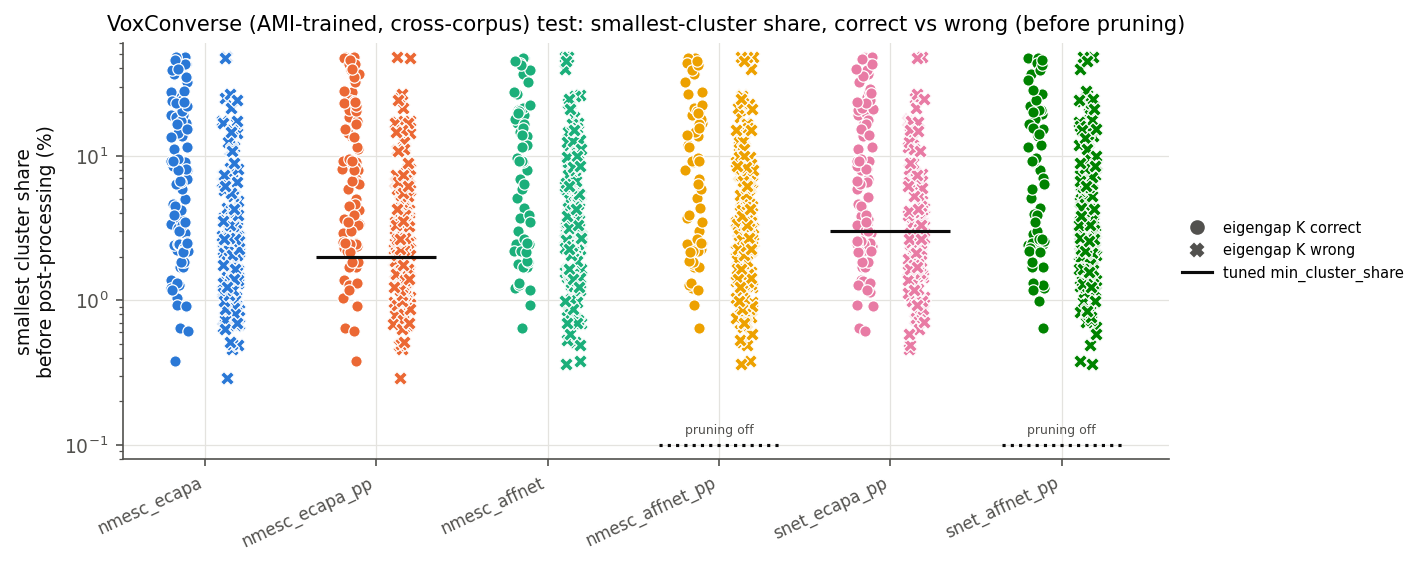 VoxConverse (AMI-trained, cross-corpus) test: smallest-cluster share, correct vs wrong (before pruning)
smallest cluster share
before post-processing (%)
10¹
10⁰
10⁻¹
pruning off
pruning off
nmesc_ecapa
nmesc_ecapa_pp
nmesc_affnet
nmesc_affnet_pp
snet_ecapa_pp
snet_affnet_pp
eigengap K correct
eigengap K wrong
tuned min_cluster_share